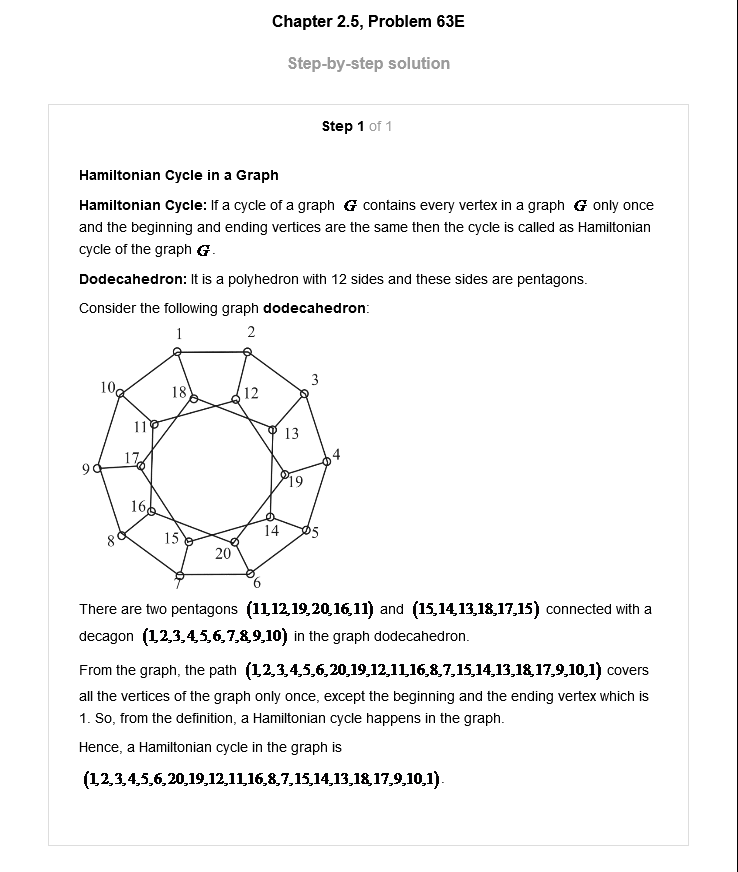 Chapter 2.5, Problem 63E
Step-by-step solution
Step 1 of 1
Hamiltonian Cycle in a Graph
Hamiltonian Cycle: If a cycle of a graph G contains every vertex in a graph G only once
and the beginning and ending vertices are the same then the cycle is called as Hamiltonian
cycle of the graph G.
Dodecahedron: It is a polyhedron with 12 sides and these sides are pentagons.
Consider the following graph dodecahedron:
1 2
10 18 12 3
11 13
9 17 19 4
16
8 15 20 14 5
7 6
There are two pentagons (11,12,19,20,16,11) and (15,14,13,18,17,15) connected with a
decagon (1,2,3,4,5,6,7,8,9,10) in the graph dodecahedron.
From the graph, the path (1,2,3,4,5,6,20,19,12,11,16,8,7,15,14,13,18,17,9,10,1) covers
all the vertices of the graph only once, except the beginning and the ending vertex which is
1. So, from the definition, a Hamiltonian cycle happens in the graph.
Hence, a Hamiltonian cycle in the graph is
(1,2,3,4,5,6,20,19,12,11,16,8,7,15,14,13,18,17,9,10,1).